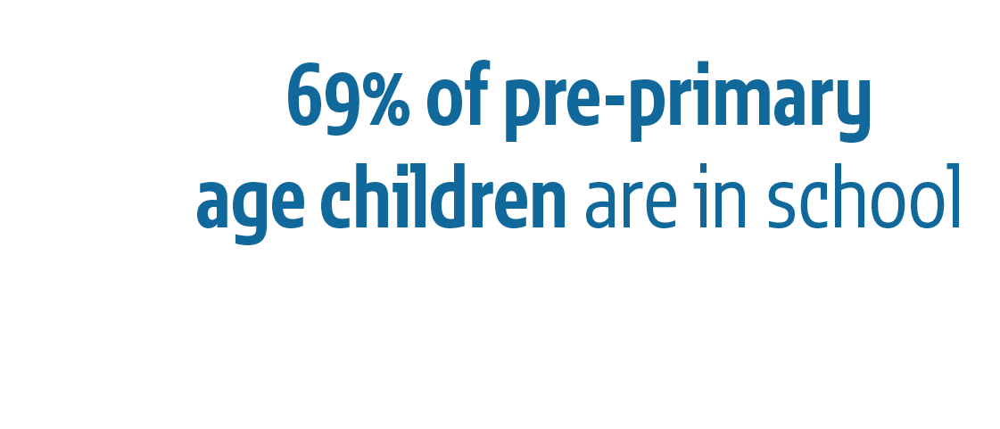 69% of pre-primary
age children are in school